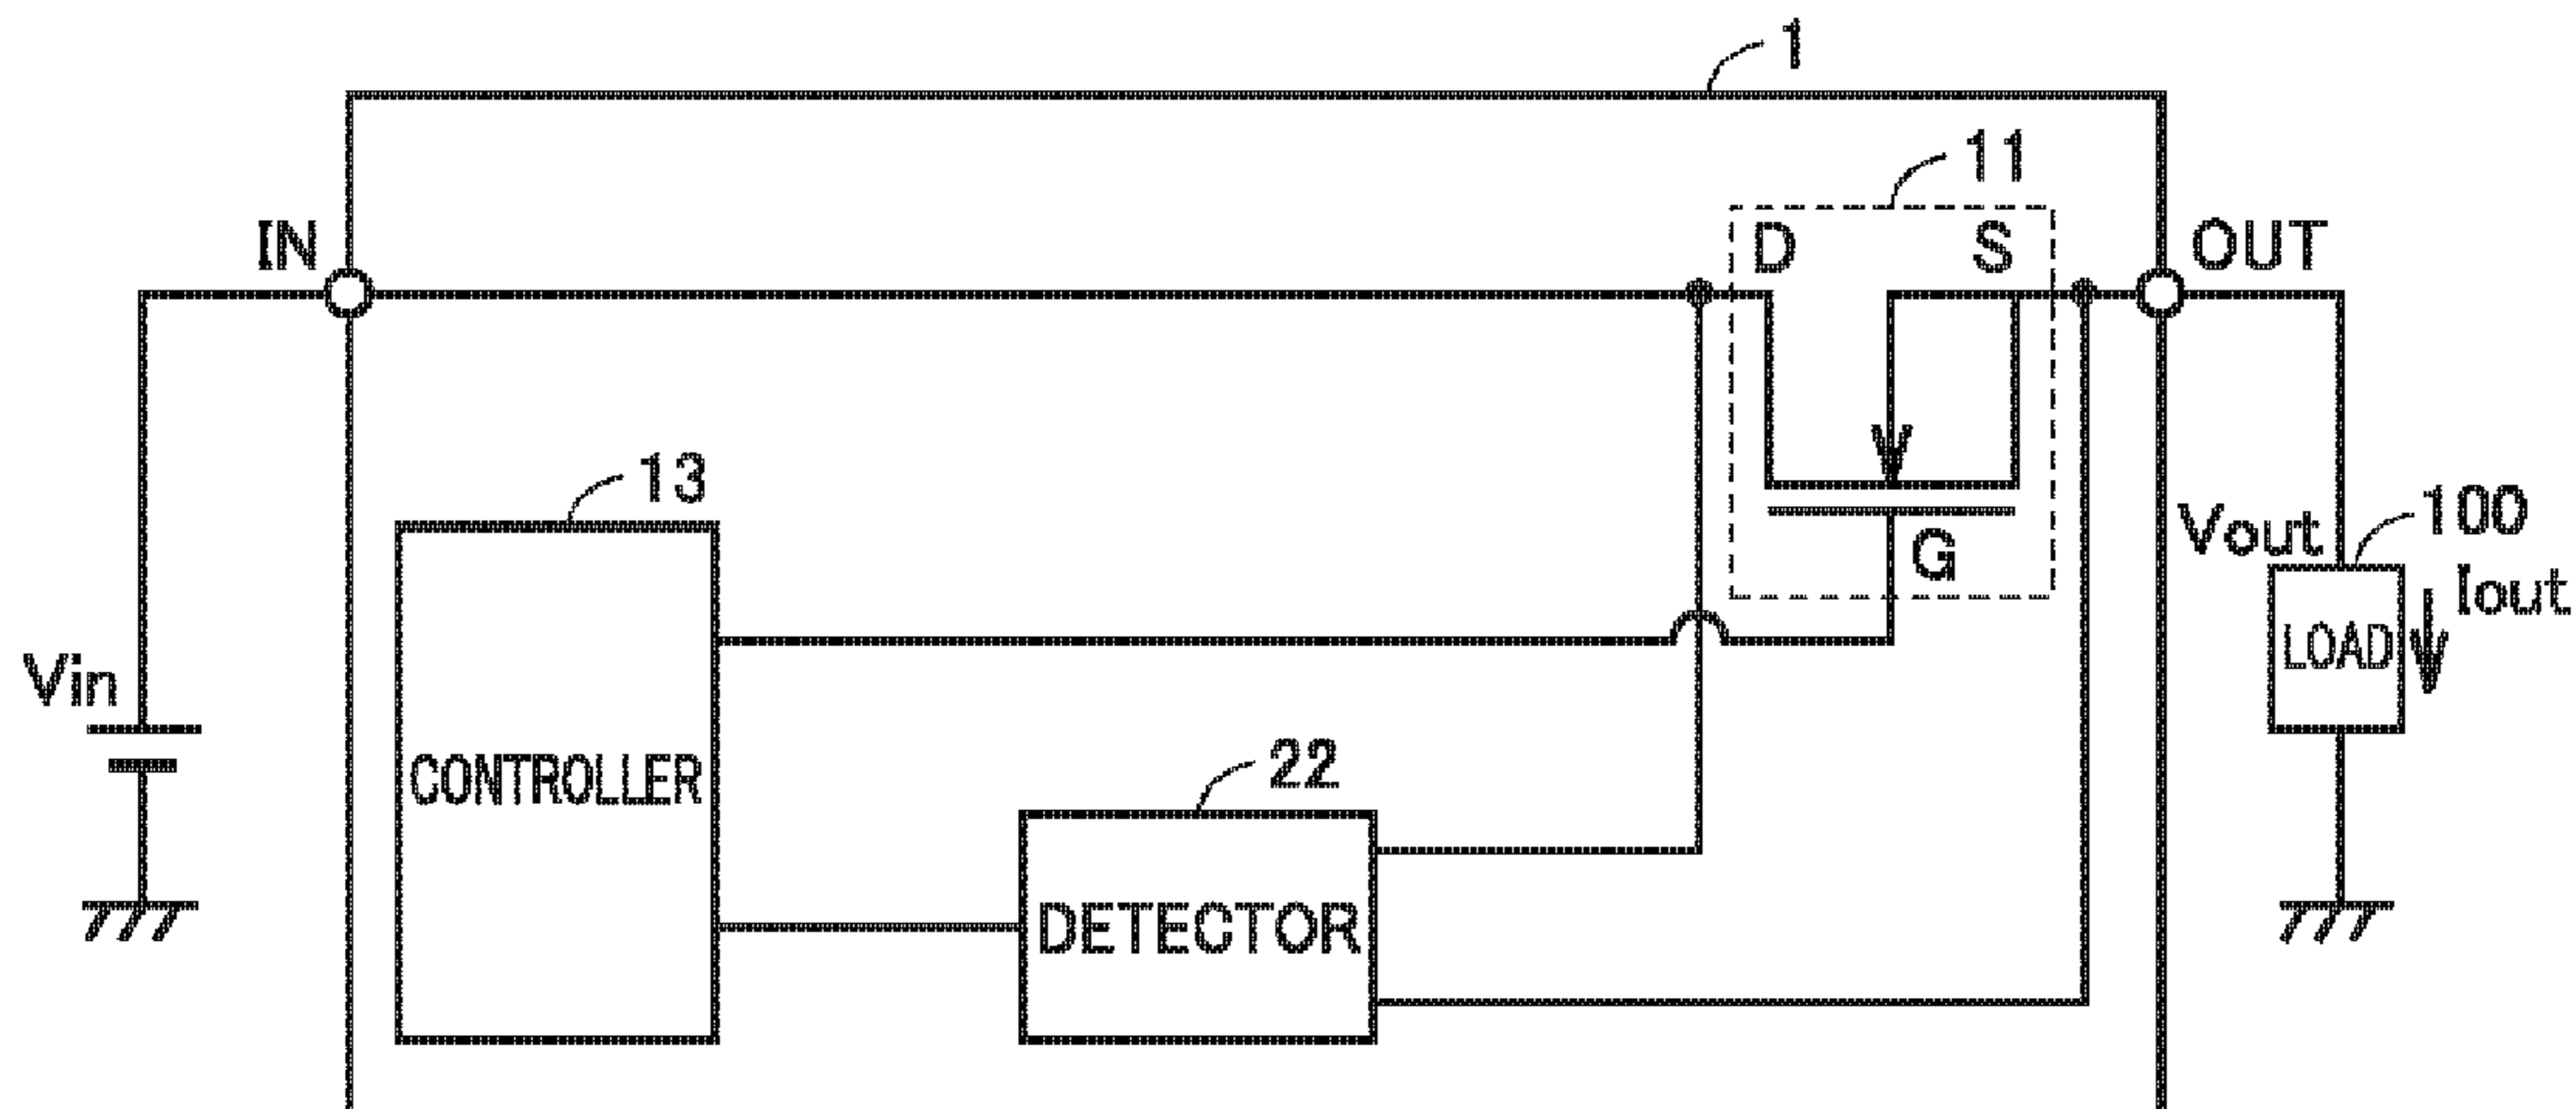 1
11
IN
D
S
OUT
13
G
Vout
100
Iout
LOAD
Vin
CONTROLLER
22
DETECTOR